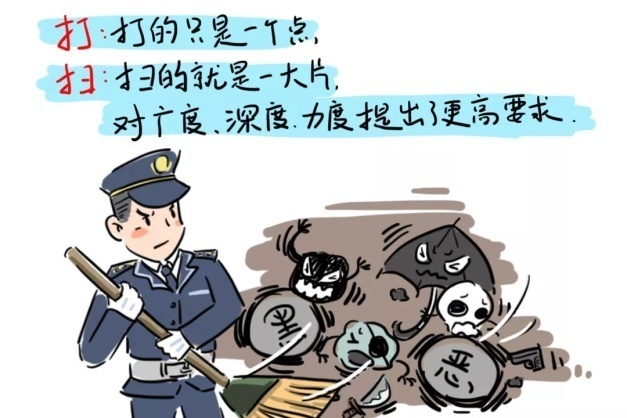 打:打的只是一个点,
扫:扫的就是一大片,
对广度、深度、力度提出了更高要求.
黑
恶